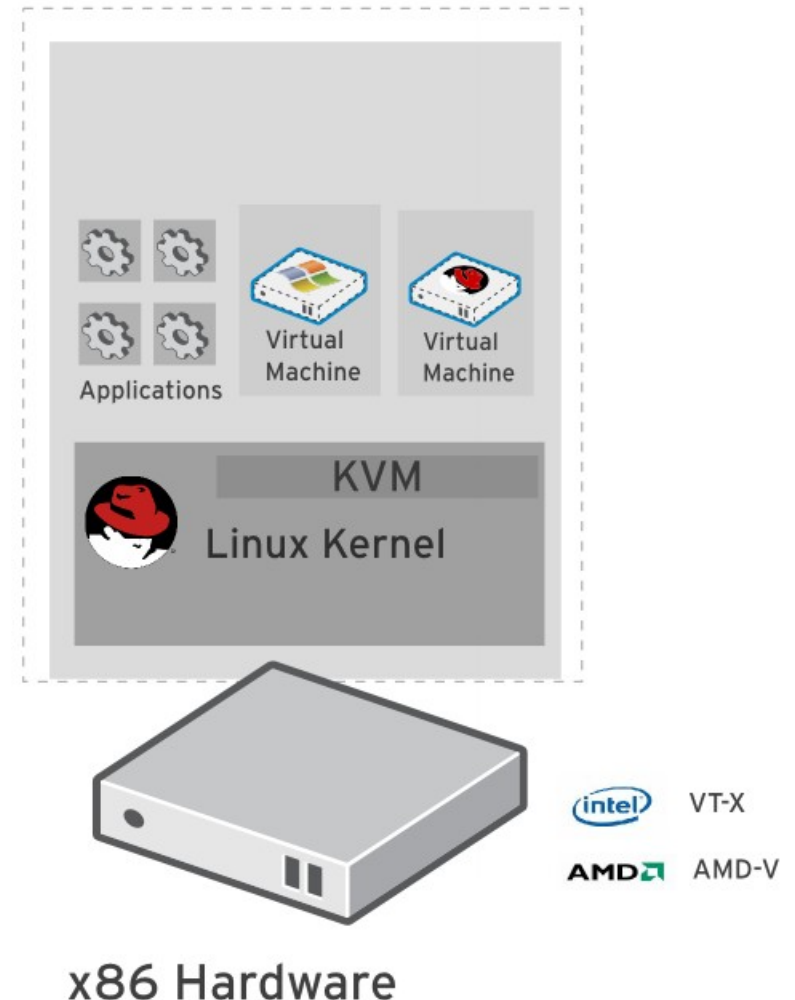 Applications
Virtual
Machine
Virtual
Machine
KVM
Linux Kernel
intel
VT-X
AMD
AMD-V
x86 Hardware